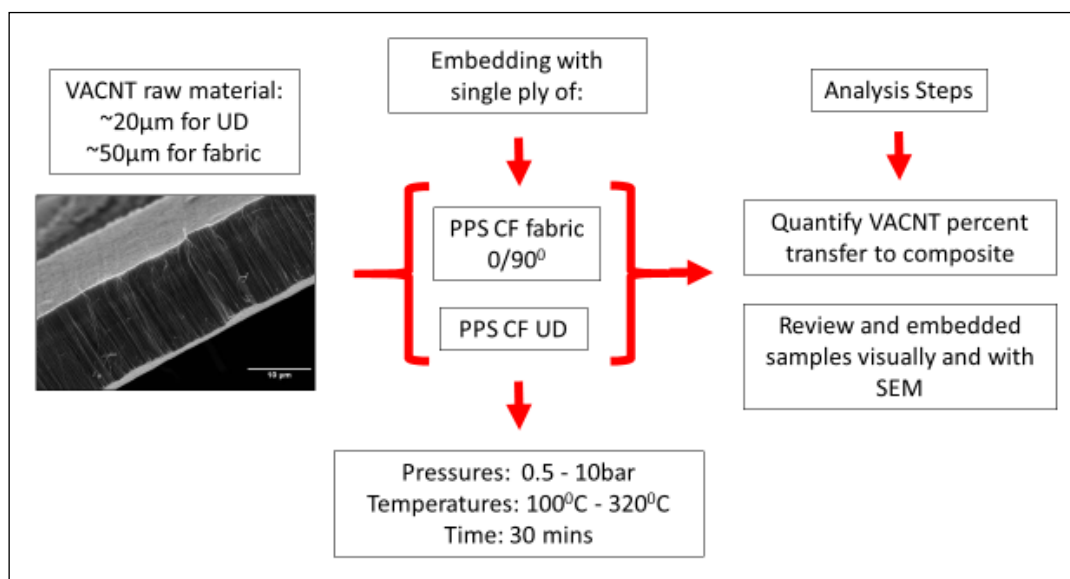 VACNT raw material:
~20µm for UD
~50µm for fabric
10 µm
Embedding with
single ply of:
PPS CF fabric
0/90⁰
PPS CF UD
Pressures: 0.5 - 10bar
Temperatures: 100⁰C - 320⁰C
Time: 30 mins
Analysis Steps
Quantify VACNT percent
transfer to composite
Review and embedded
samples visually and with
SEM